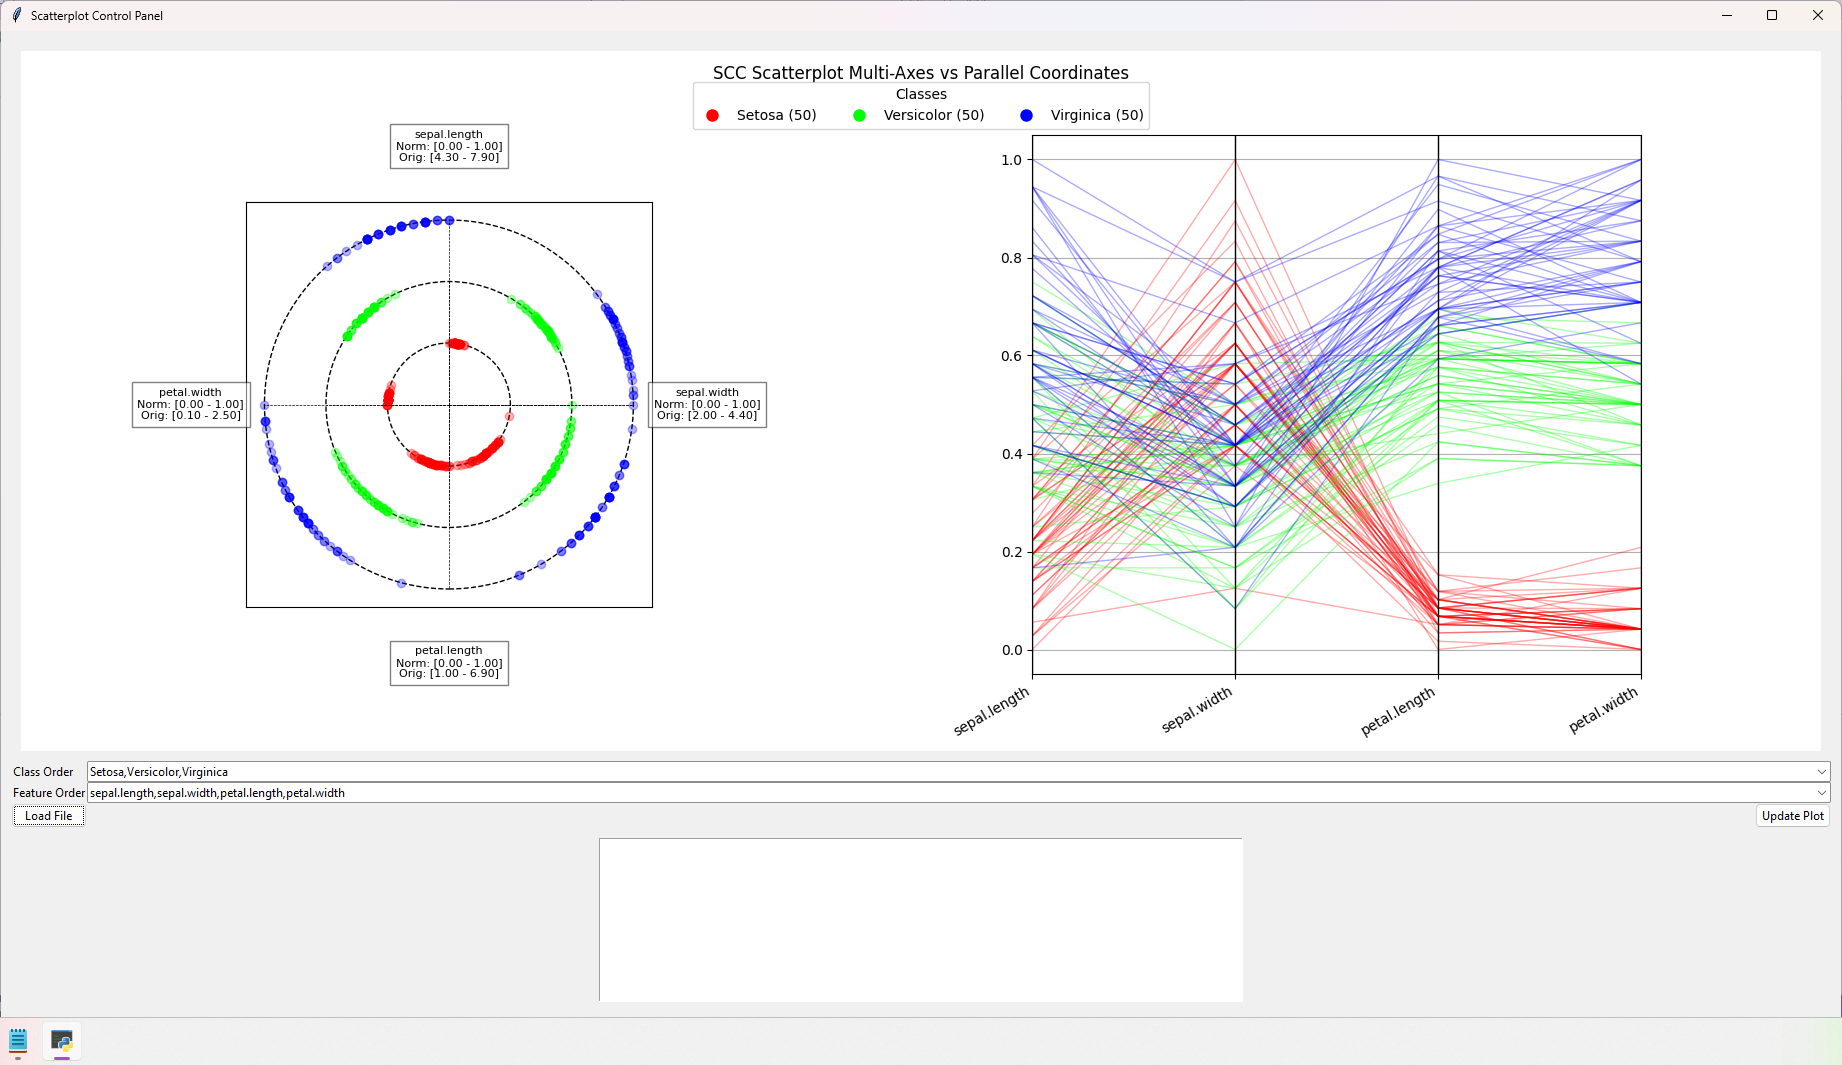 Scatterplot Control Panel
SCC Scatterplot Multi-Axes vs Parallel Coordinates
Classes
Setosa (50) Versicolor (50) Virginica (50)
sepal.length
Norm: [0.00 - 1.00]
Orig: [4.30 - 7.90]
petal.width
Norm: [0.00 - 1.00]
Orig: [0.10 - 2.50]
sepal.width
Norm: [0.00 - 1.00]
Orig: [2.00 - 4.40]
petal.length
Norm: [0.00 - 1.00]
Orig: [1.00 - 6.90]
1.0
0.8
0.6
0.4
0.2
0.0
sepal.length
sepal.width
petal.length
petal.width
Class Order Setosa,Versicolor,Virginica
Feature Order sepal.length,sepal.width,petal.length,petal.width
Load File Update Plot